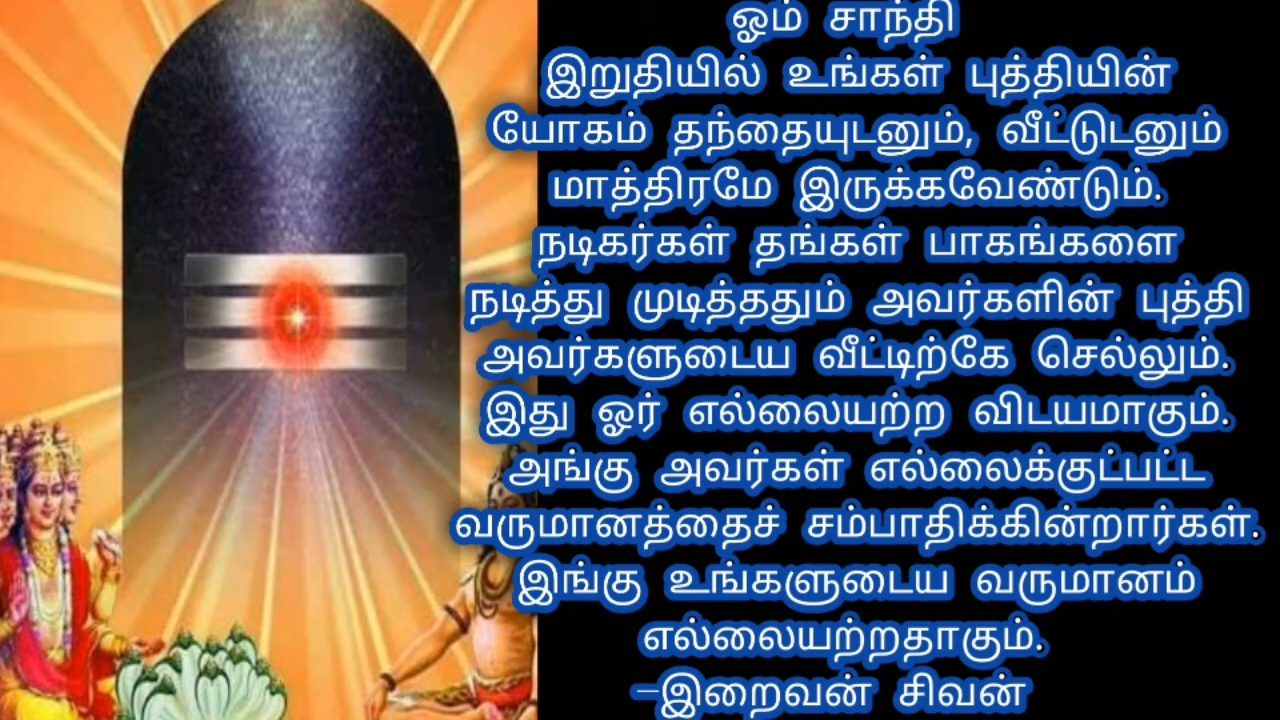 ஓம் சாந்தி
இறுதியில் உங்கள் புத்தியின்
யோகம் தந்தையுடனும், வீட்டுடனும்
மாத்திரமே இருக்கவேண்டும்.
நடிகர்கள் தங்கள் பாகங்களை
நடித்து முடித்ததும் அவர்களின் புத்தி
அவர்களுடைய வீட்டிற்கே செல்லும்.
இது ஓர் எல்லையற்ற விடயமாகும்.
அங்கு அவர்கள் எல்லைக்குட்பட்ட
வருமானத்தைச் சம்பாதிக்கின்றார்கள்.
இங்கு உங்களுடைய வருமானம்
எல்லையற்றதாகும்.
–இறைவன் சிவன்